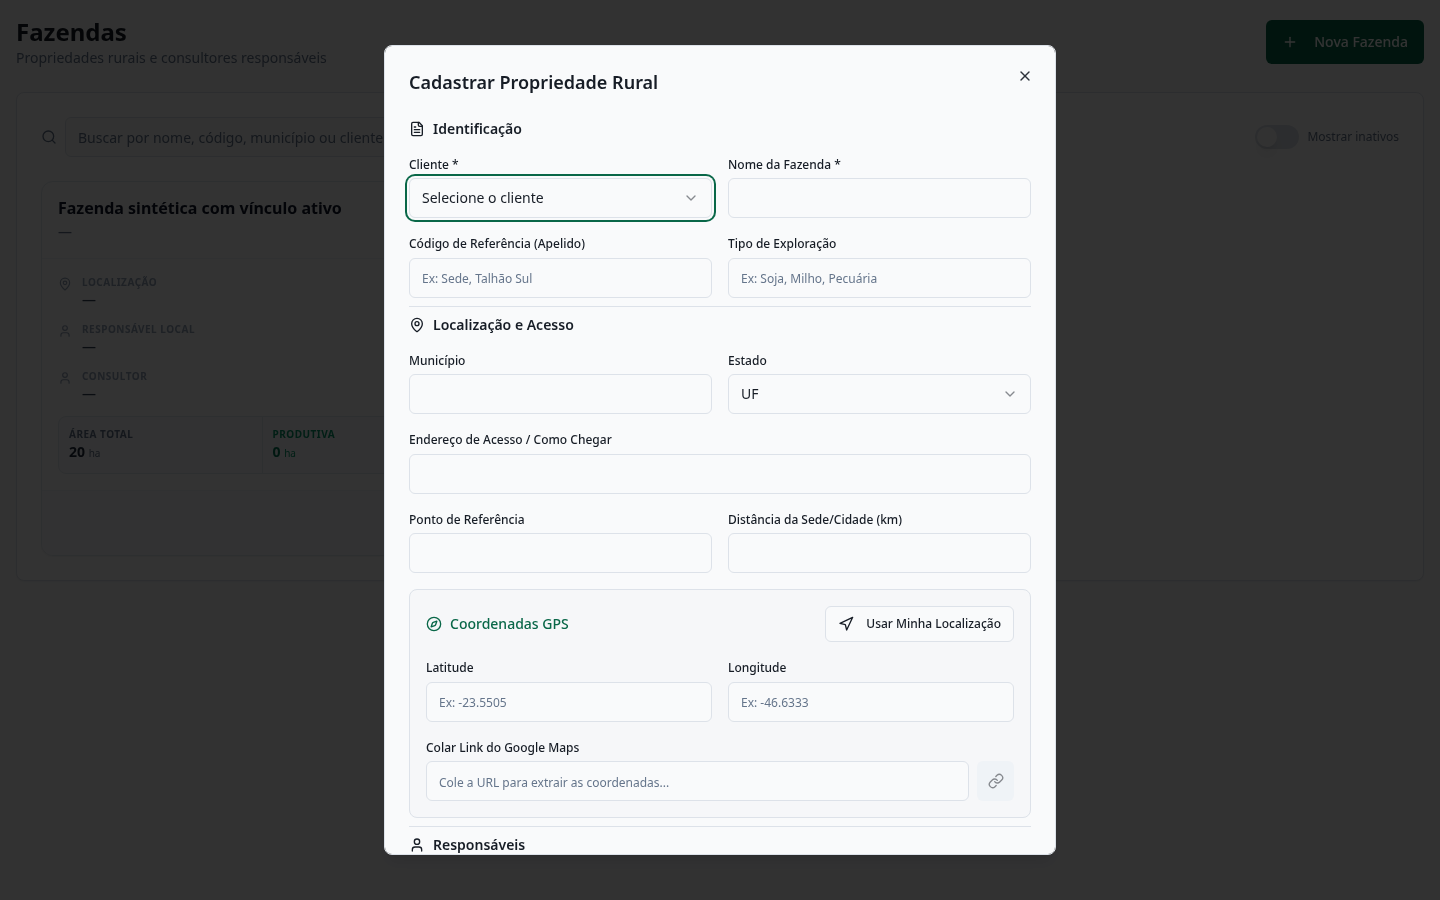 Fazendas
Propriedades rurais e consultores responsáveis
Nova Fazenda
Buscar por nome, código, município ou cliente
Mostrar inativos
Fazenda sintética com vínculo ativo
—
LOCALIZAÇÃO
—
RESPONSÁVEL LOCAL
—
CONSULTOR
—
ÁREA TOTAL
20 ha
PRODUTIVA
0 ha
Cadastrar Propriedade Rural
Identificação
Cliente *
Selecione o cliente
Nome da Fazenda *
Código de Referência (Apelido)
Ex: Sede, Talhão Sul
Tipo de Exploração
Ex: Soja, Milho, Pecuária
Localização e Acesso
Município
Estado
UF
Endereço de Acesso / Como Chegar
Ponto de Referência
Distância da Sede/Cidade (km)
Coordenadas GPS
Usar Minha Localização
Latitude
Ex: -23.5505
Longitude
Ex: -46.6333
Colar Link do Google Maps
Cole a URL para extrair as coordenadas...
Responsáveis